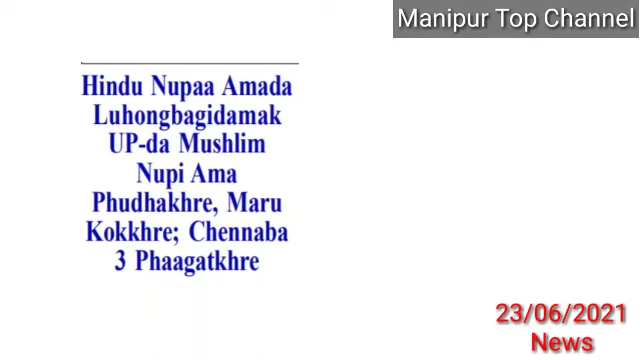 Manipur Top Channel
Hindu Nupaa Amada
Luhongbagidamak
UP-da Mushlim
Nupi Ama
Phudhakhre, Maru
Kokkhre; Chennaba
3 Phaagatkhre
23/06/2021
News